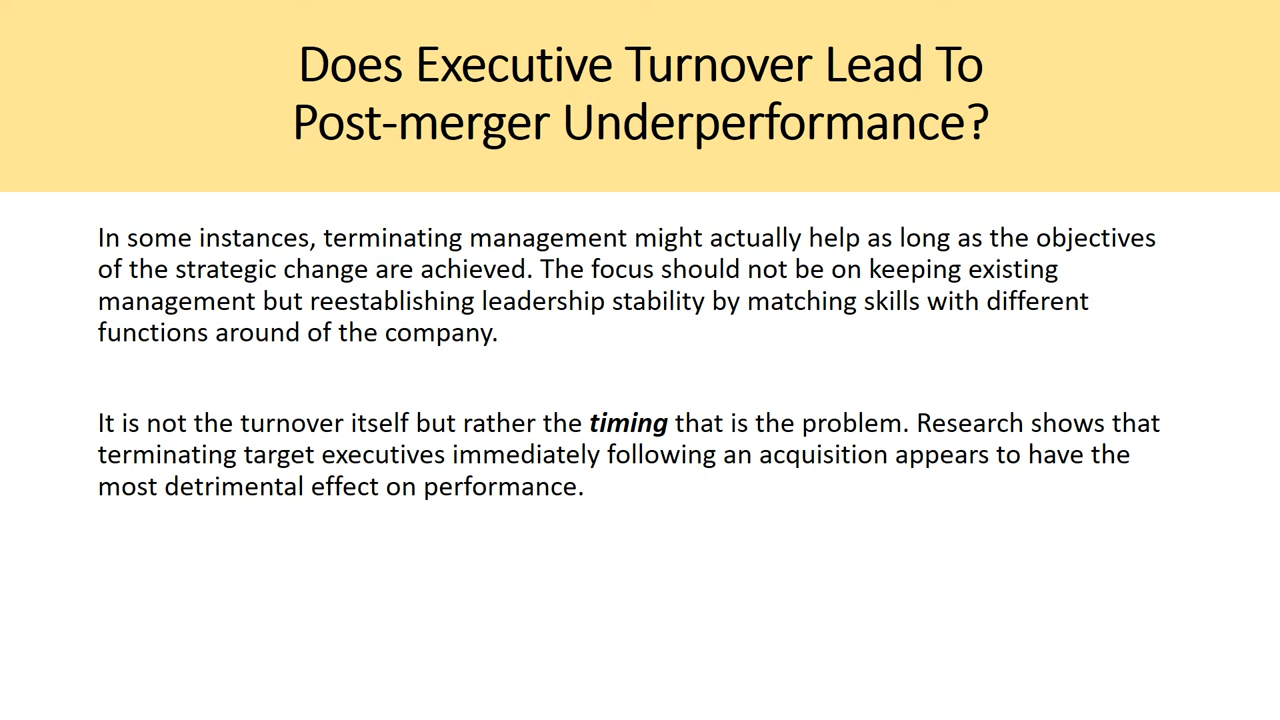 Does Executive Turnover Lead To
Post-merger Underperformance?
In some instances, terminating management might actually help as long as the objectives
of the strategic change are achieved. The focus should not be on keeping existing
management but reestablishing leadership stability by matching skills with different
functions around of the company.
It is not the turnover itself but rather the timing that is the problem. Research shows that
terminating target executives immediately following an acquisition appears to have the
most detrimental effect on performance.